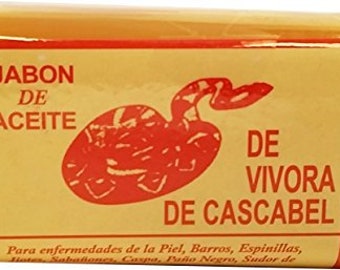 JABON
DE
ACEITE
DE
VIVORA
DE CASCABEL
Para enfermedades de la Piel, Barros, Espinillas,
Jiotes, Sabañones, Caspa, Paño Negro, Sudor de